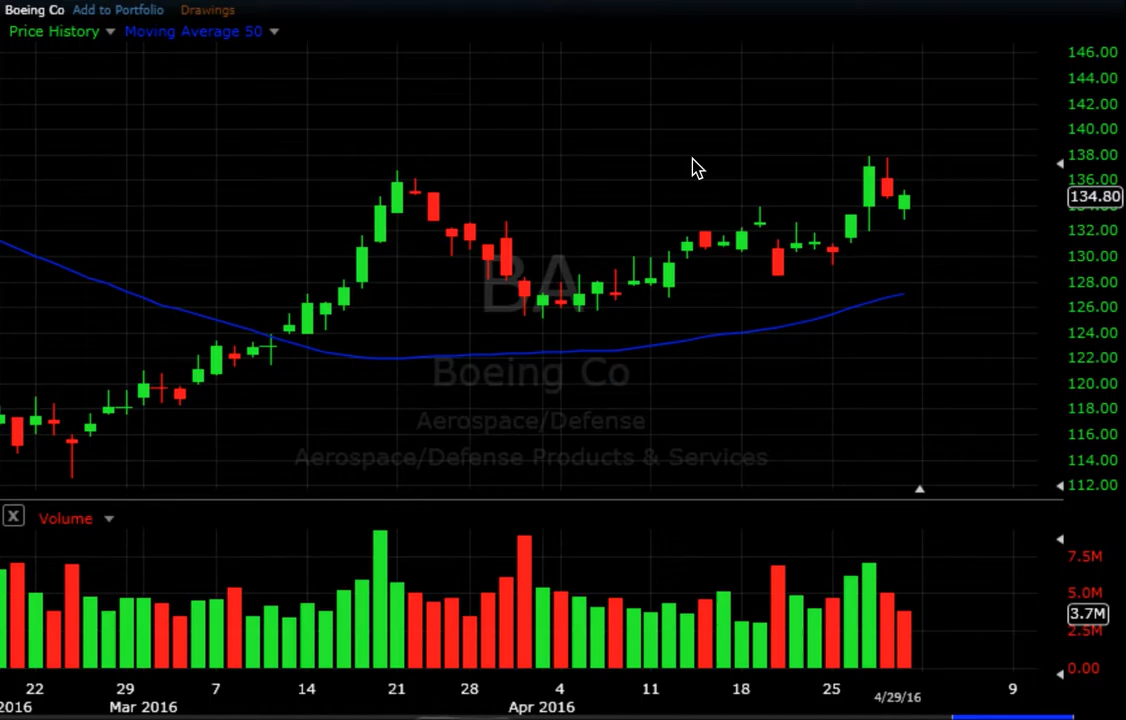 Boeing Co Add to Portfolio Drawings
Price History Moving Average 50
146.00
144.00
142.00
140.00
138.00
136.00
134.80
132.00
130.00
128.00
126.00
124.00
122.00
120.00
118.00
116.00
114.00
112.00
BA
Boeing Co
Aerospace/Defense
Aerospace/Defense Products & Services
X Volume
7.5M
5.0M
3.7M
2.5M
0.00
22 29 7 14 21 28 4 11 18 25 4/29/16 9
2016 Mar 2016 Apr 2016